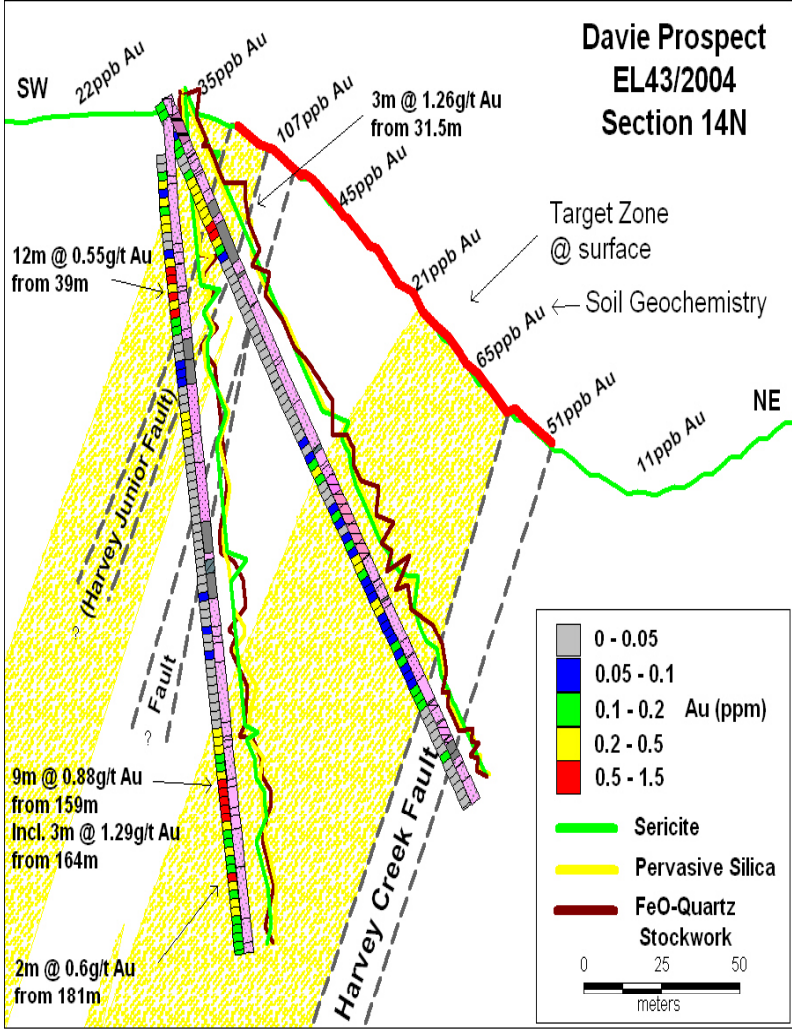 Davie Prospect
EL43/2004
Section 14N
SW
22ppb Au
35ppb Au
107ppb Au
45ppb Au
21ppb Au
65ppb Au
51ppb Au
11ppb Au
NE
3m @ 1.26g/t Au
from 31.5m
Target Zone
@ surface
Soil Geochemistry
12m @ 0.55g/t Au
from 39m
(Harvey Junior Fault)
?
Fault
?
Harvey Creek Fault
9m @ 0.88g/t Au
from 159m
Incl. 3m @ 1.29g/t Au
from 164m
2m @ 0.6g/t Au
from 181m
0 - 0.05
0.05 - 0.1
0.1 - 0.2 Au (ppm)
0.2 - 0.5
0.5 - 1.5
Sericite
Pervasive Silica
FeO-Quartz
Stockwork
0 25 50
meters